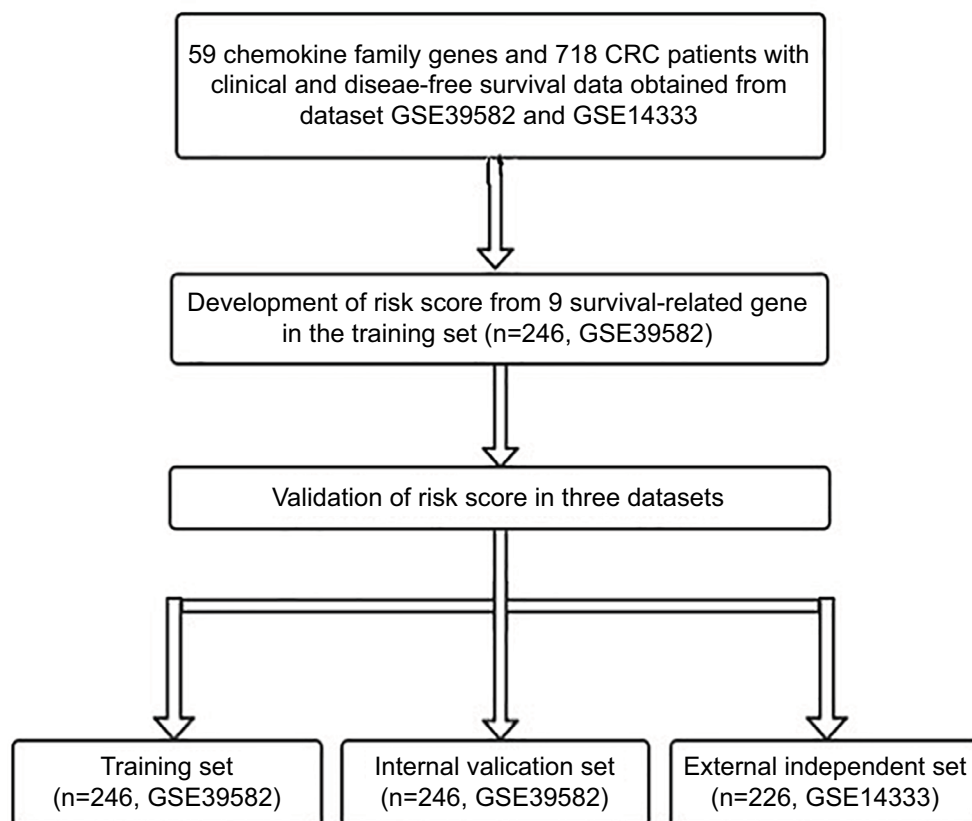 59 chemokine family genes and 718 CRC patients with
clinical and diseae-free survival data obtained from
dataset GSE39582 and GSE14333
Development of risk score from 9 survival-related gene
in the training set (n=246, GSE39582)
Validation of risk score in three datasets
Training set
(n=246, GSE39582)
Internal valication set
(n=246, GSE39582)
External independent set
(n=226, GSE14333)